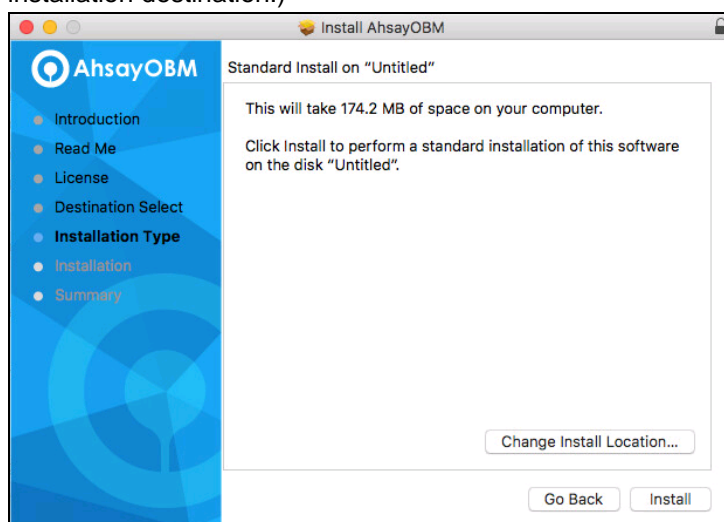 installation destination.)
Install AhsayOBM
AhsayOBM
Standard Install on “Untitled”
Introduction
Read Me
License
Destination Select
Installation Type
Installation
Summary
This will take 174.2 MB of space on your computer.
Click Install to perform a standard installation of this software
on the disk “Untitled”.
Change Install Location...
Go Back
Install